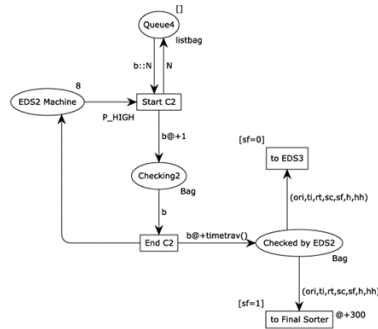 []
Queue4
listbag
b::N
N
8
EDS2 Machine
P_HIGH
Start C2
b@+1
[sf=0]
to EDS3
Checking2
Bag
b
(ori,ti,rt,sc,sf,h,hh)
End C2
b@+timetrav()
Checked by EDS2
Bag
(ori,ti,rt,sc,sf,h,hh)
[sf=1]
to Final Sorter
@+300